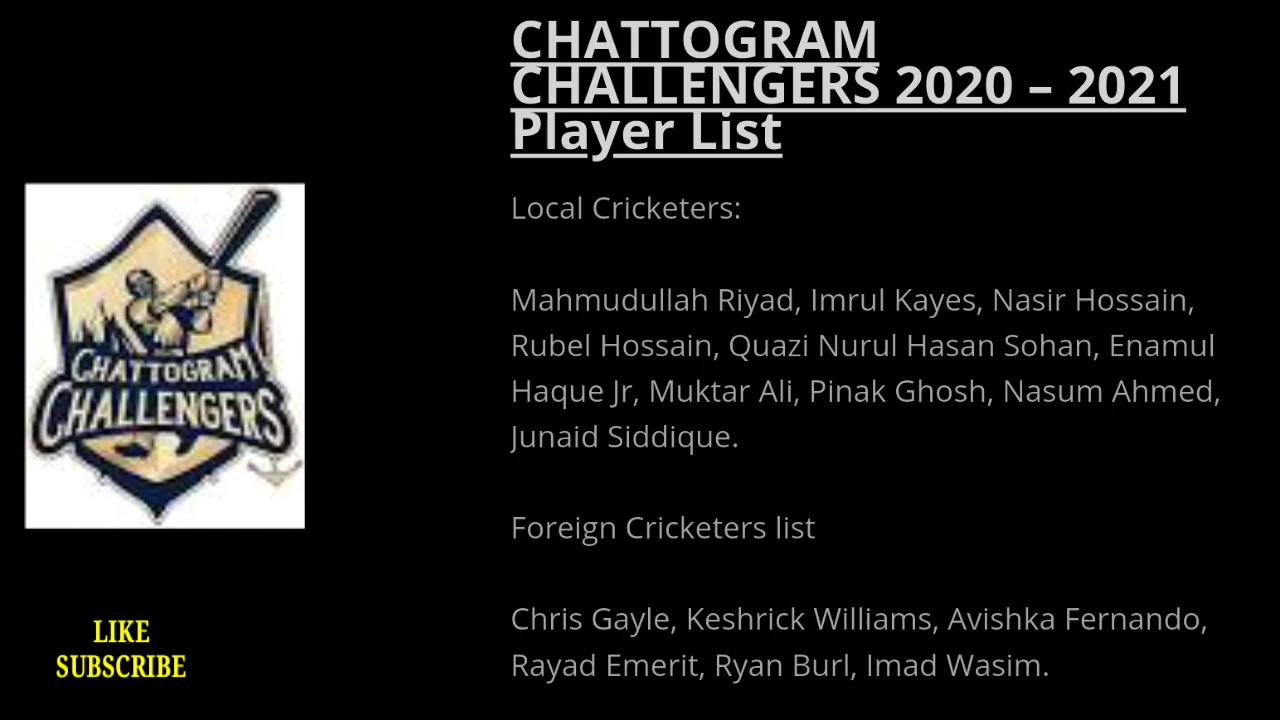 CHATTOGRAM
CHALLENGERS 2020 – 2021
Player List
Local Cricketers:
Mahmudullah Riyad, Imrul Kayes, Nasir Hossain,
Rubel Hossain, Quazi Nurul Hasan Sohan, Enamul
Haque Jr, Muktar Ali, Pinak Ghosh, Nasum Ahmed,
Junaid Siddique.
Foreign Cricketers list
Chris Gayle, Keshrick Williams, Avishka Fernando,
Rayad Emerit, Ryan Burl, Imad Wasim.
CHATTOGRAM
CHALLENGERS
LIKE
SUBSCRIBE